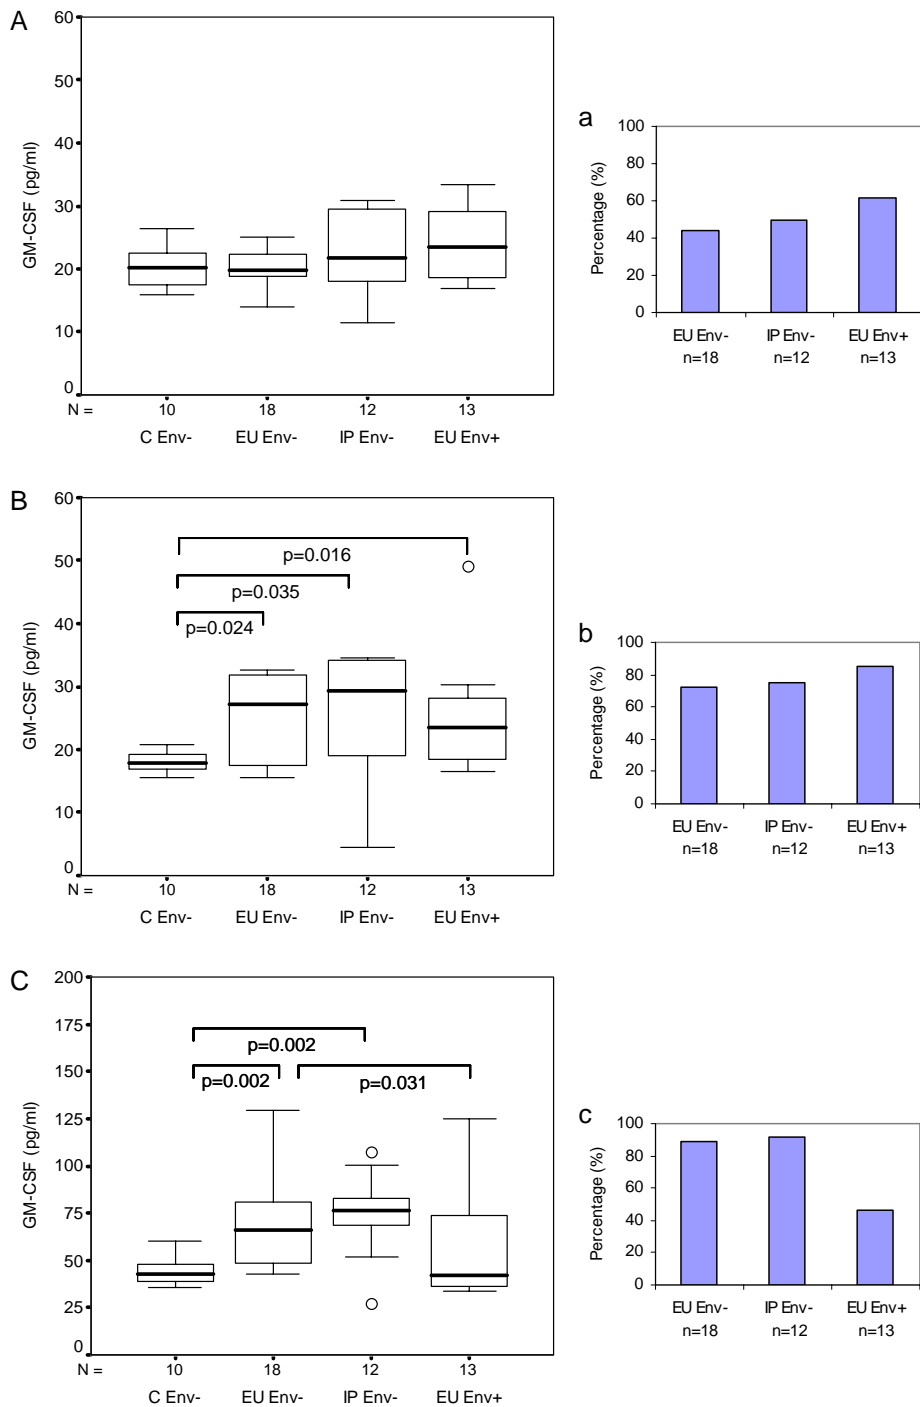 A
GM-CSF (pg/ml)
60
50
40
30
20
10
0
N = 10 18 12 13
C Env- EU Env- IP Env- EU Env+
a
Percentage (%)
100
80
60
40
20
0
EU Env- IP Env- EU Env+
n=18 n=12 n=13
B
GM-CSF (pg/ml)
60
50
40
30
20
10
0
p=0.016
p=0.035
p=0.024
N = 10 18 12 13
C Env- EU Env- IP Env- EU Env+
b
Percentage (%)
100
80
60
40
20
0
EU Env- IP Env- EU Env+
n=18 n=12 n=13
C
GM-CSF (pg/ml)
200
175
150
125
100
75
50
25
0
p=0.002
p=0.002 p=0.031
N = 10 18 12 13
C Env- EU Env- IP Env- EU Env+
c
Percentage (%)
100
80
60
40
20
0
EU Env- IP Env- EU Env+
n=18 n=12 n=13